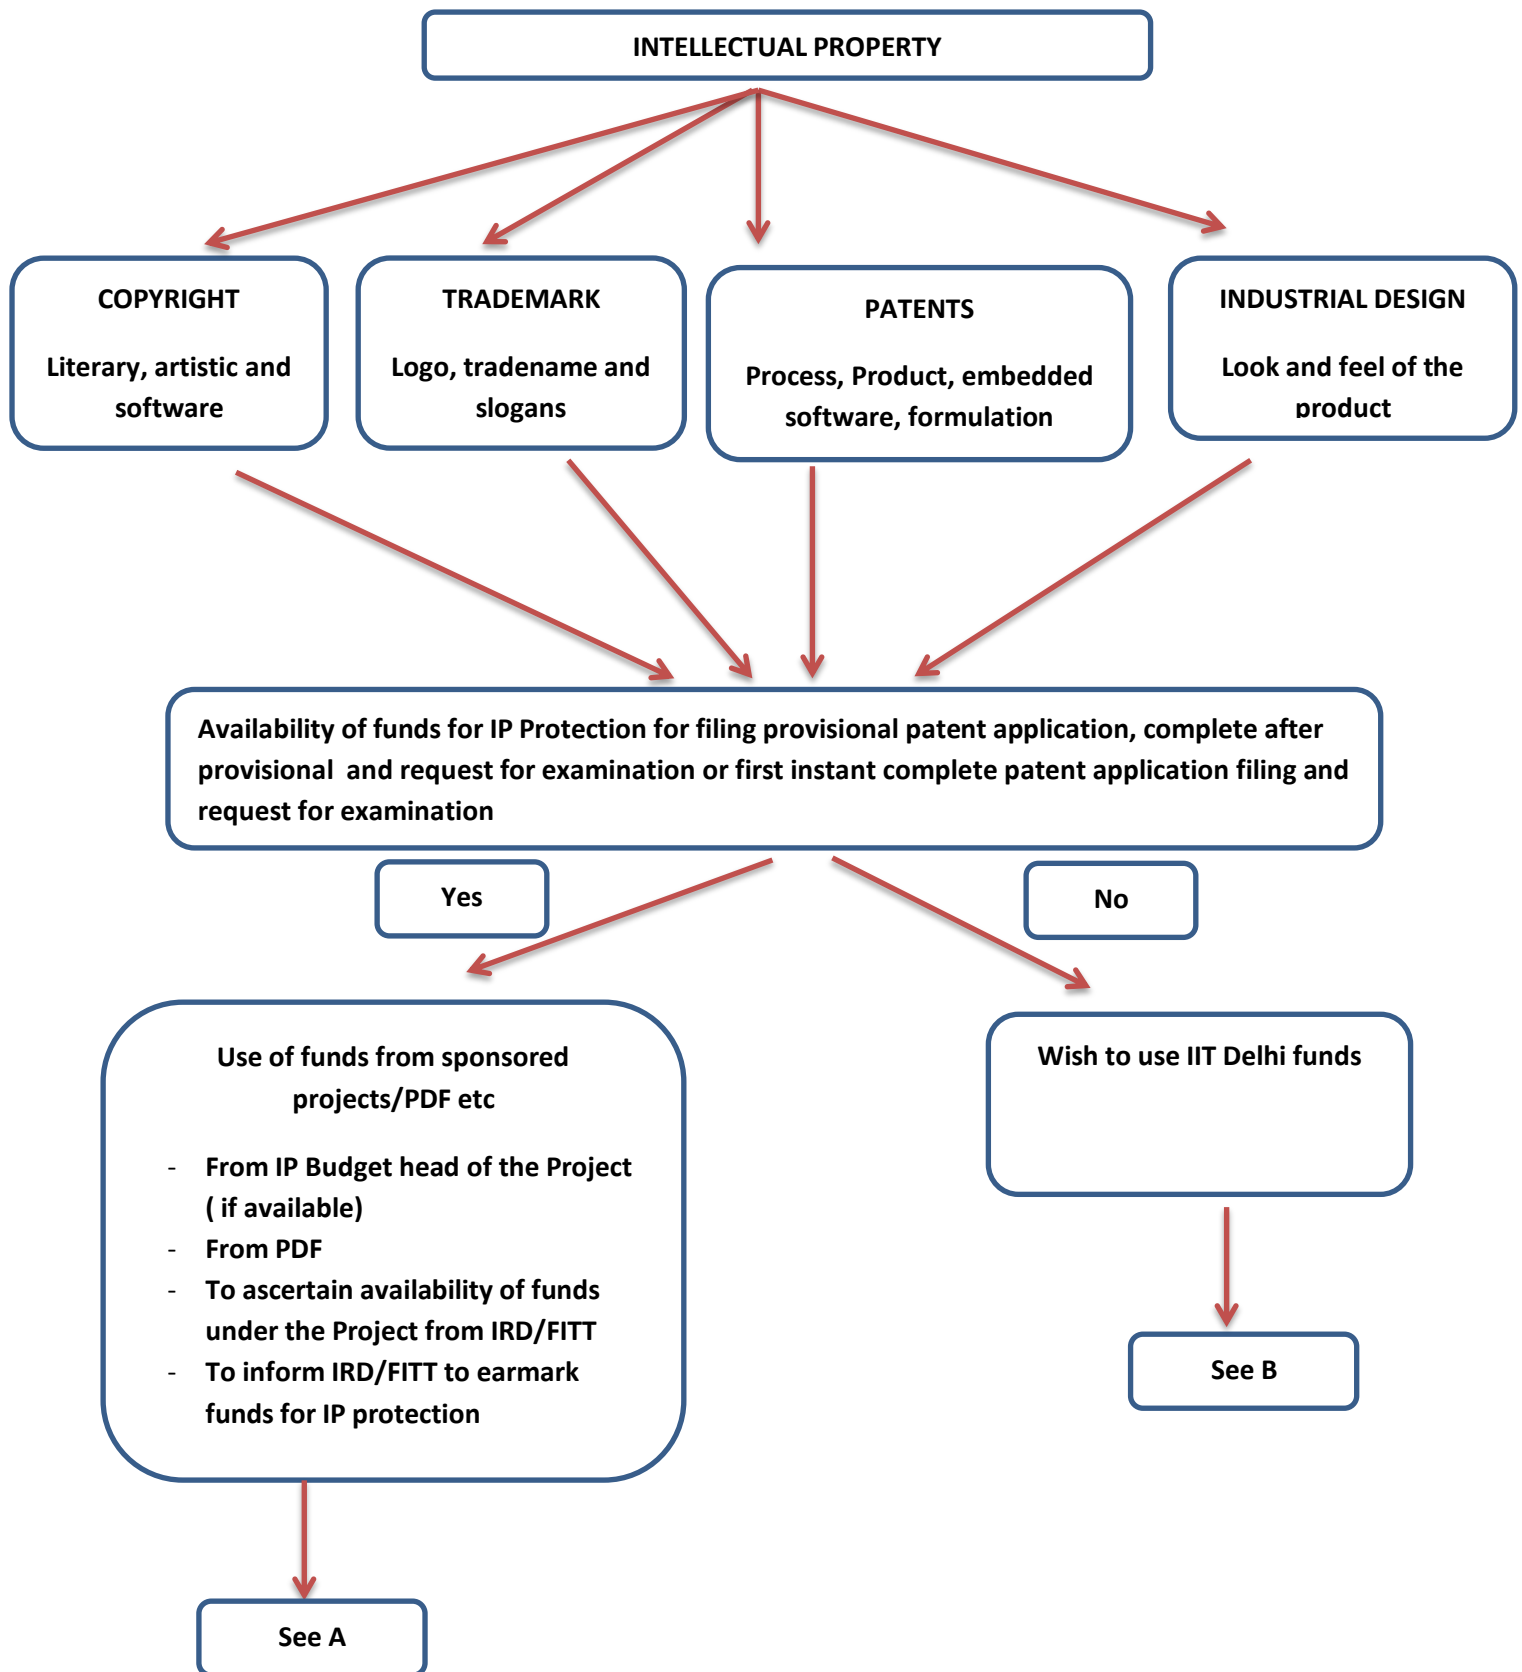 INTELLECTUAL PROPERTY
COPYRIGHT
Literary, artistic and
software
TRADEMARK
Logo, tradename and
slogans
PATENTS
Process, Product, embedded
software, formulation
INDUSTRIAL DESIGN
Look and feel of the
product
Availability of funds for IP Protection for filing provisional patent application, complete after
provisional  and request for examination or first instant complete patent application filing and
request for examination
Yes
No
Use of funds from sponsored
projects/PDF etc
- From IP Budget head of the Project
( if available)
- From PDF
- To ascertain availability of funds
under the Project from IRD/FITT
- To inform IRD/FITT to earmark
funds for IP protection
Wish to use IIT Delhi funds
See B
See A